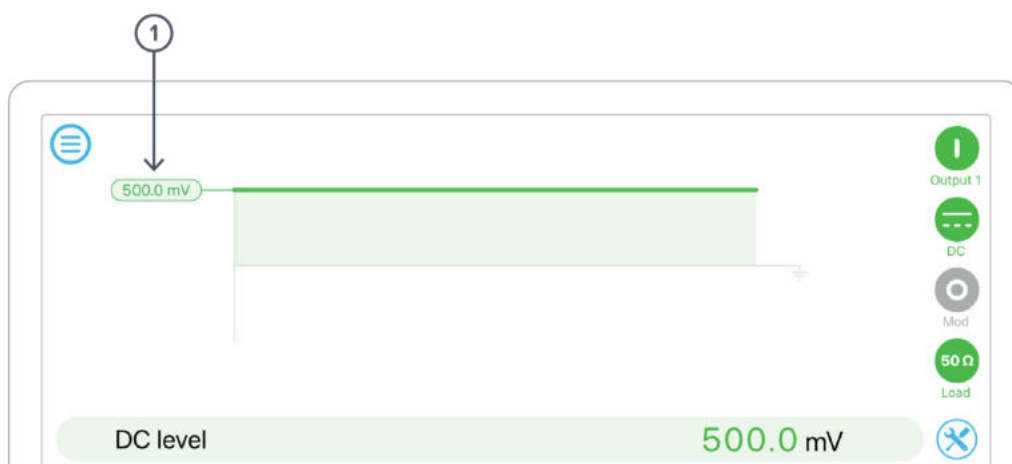 1
500.0 mV
Output 1
DC
Mod
50 Ω
Load
DC level 500.0 mV